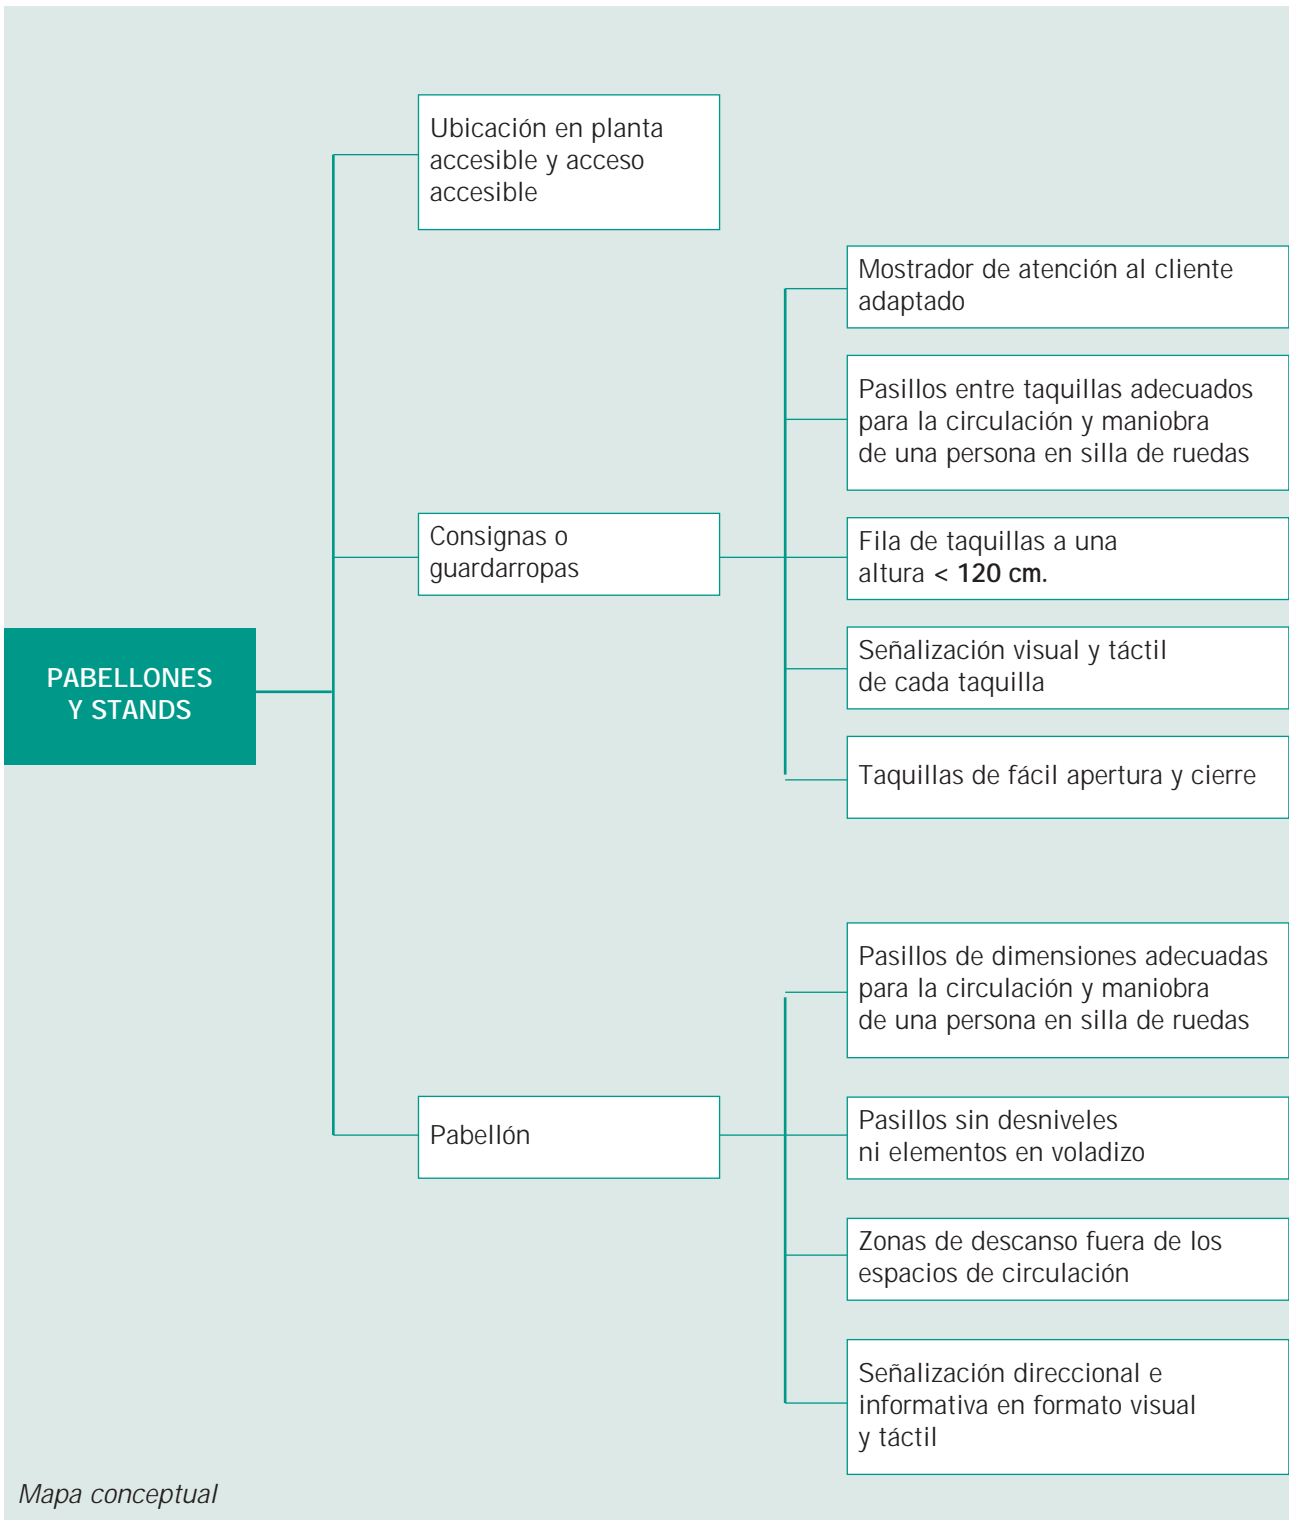 Ubicación en planta
accesible y acceso
accesible
Mostrador de atención al cliente
adaptado
Pasillos entre taquillas adecuados
para la circulación y maniobra
de una persona en silla de ruedas
Consignas o
guardarropas
Fila de taquillas a una
altura < 120 cm.
Señalización visual y táctil
de cada taquilla
PABELLONES
Y STANDS
Taquillas de fácil apertura y cierre
Pasillos de dimensiones adecuadas
para la circulación y maniobra
de una persona en silla de ruedas
Pabellón
Pasillos sin desniveles
ni elementos en voladizo
Zonas de descanso fuera de los
espacios de circulación
Señalización direccional e
informativa en formato visual
y táctil
Mapa conceptual